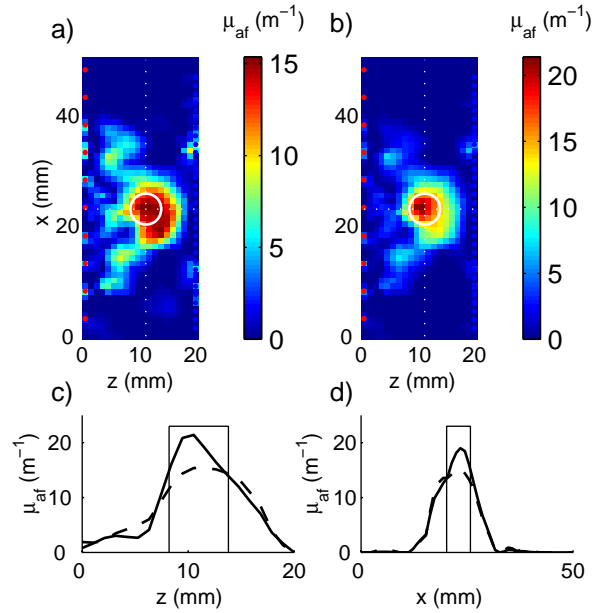 a) μaf (m⁻¹) b) μaf (m⁻¹)
15 20
40 40
10 15
x (mm)
20 20 10
5
5
0 0 0 0
0 10 20 0 10 20
z (mm) z (mm)
c) d)
20 20
μaf (m⁻¹) μaf (m⁻¹)
10 10
0 0
0 10 20 0 50
z (mm) x (mm)